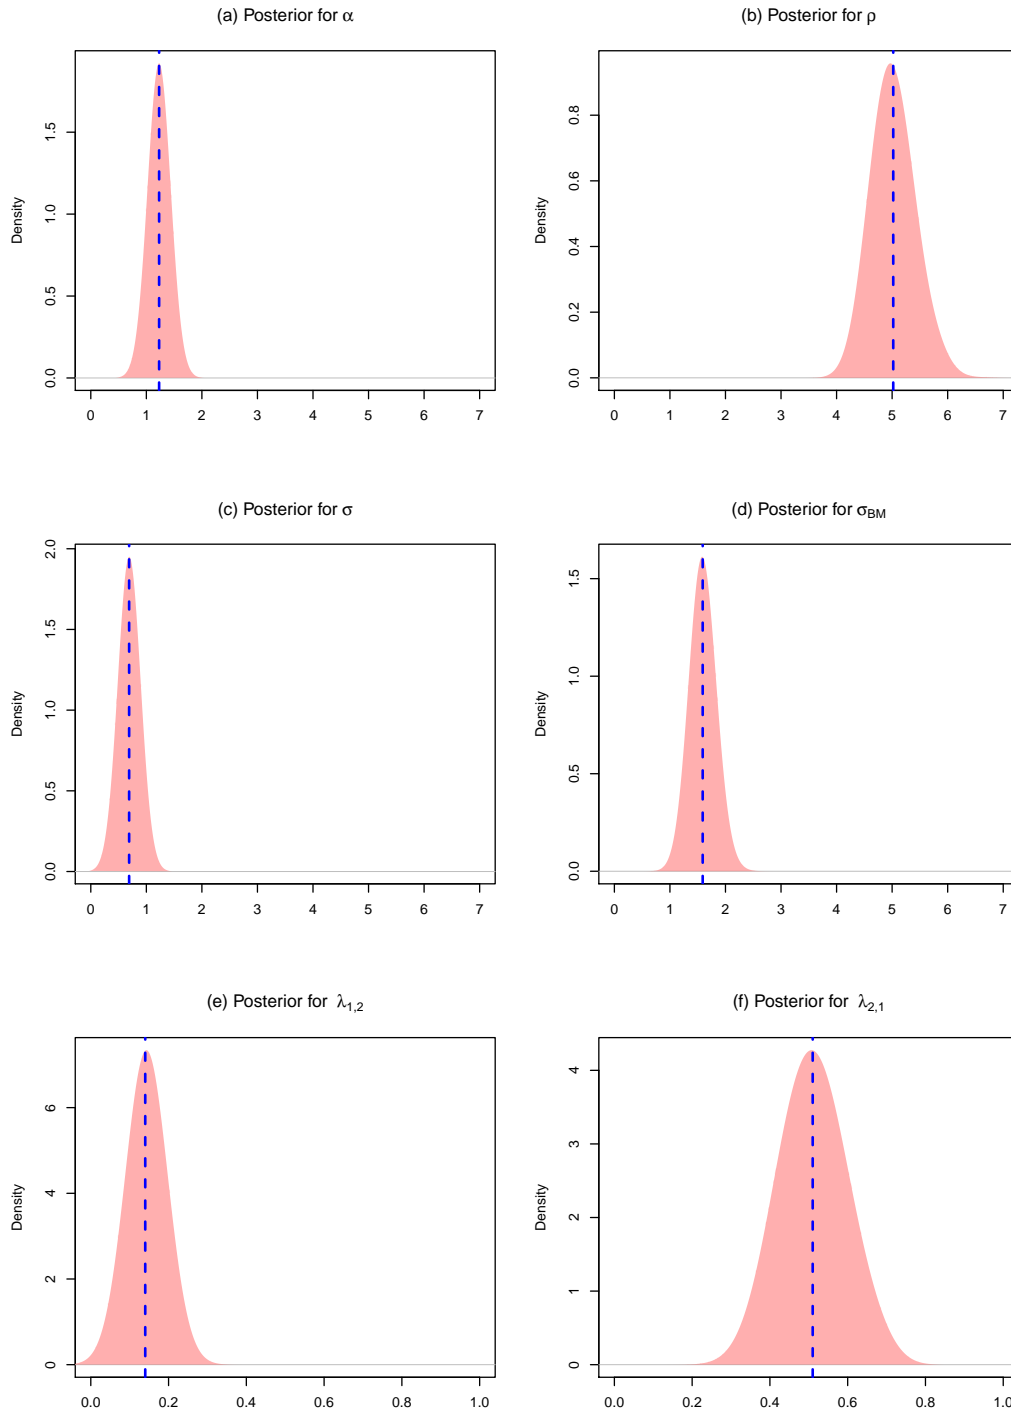 (a) Posterior for α
(b) Posterior for ρ
Density
0.0 0.5 1.0 1.5
0 1 2 3 4 5 6 7
Density
0.0 0.2 0.4 0.6 0.8
0 1 2 3 4 5 6 7
(c) Posterior for σ
(d) Posterior for σBM
Density
0.0 0.5 1.0 1.5 2.0
0 1 2 3 4 5 6 7
Density
0.0 0.5 1.0 1.5
0 1 2 3 4 5 6 7
(e) Posterior for λ1,2
(f) Posterior for λ2,1
Density
0 2 4 6
0.0 0.2 0.4 0.6 0.8 1.0
Density
0 1 2 3 4
0.0 0.2 0.4 0.6 0.8 1.0